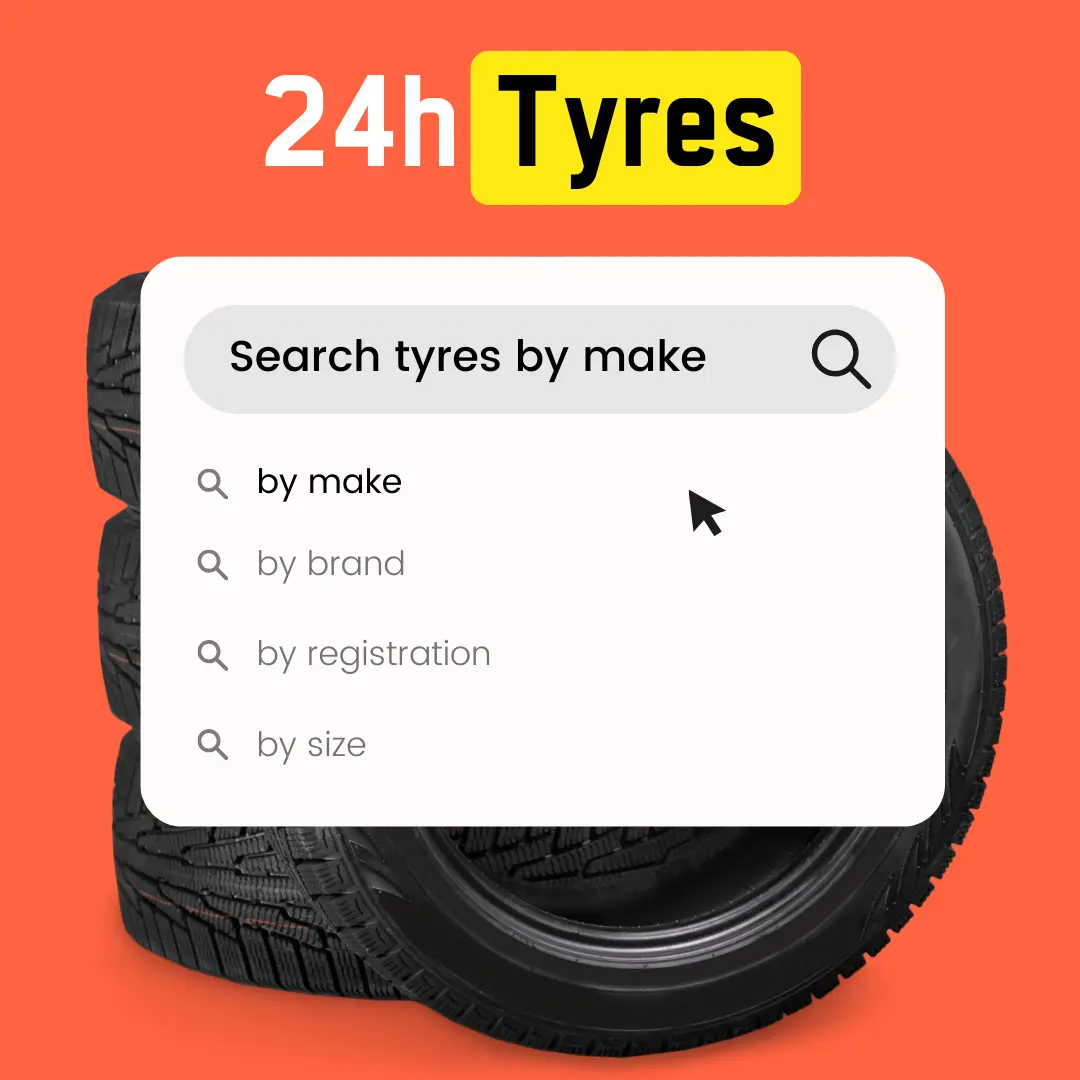 24h Tyres
Search tyres by make
by make
by brand
by registration
by size